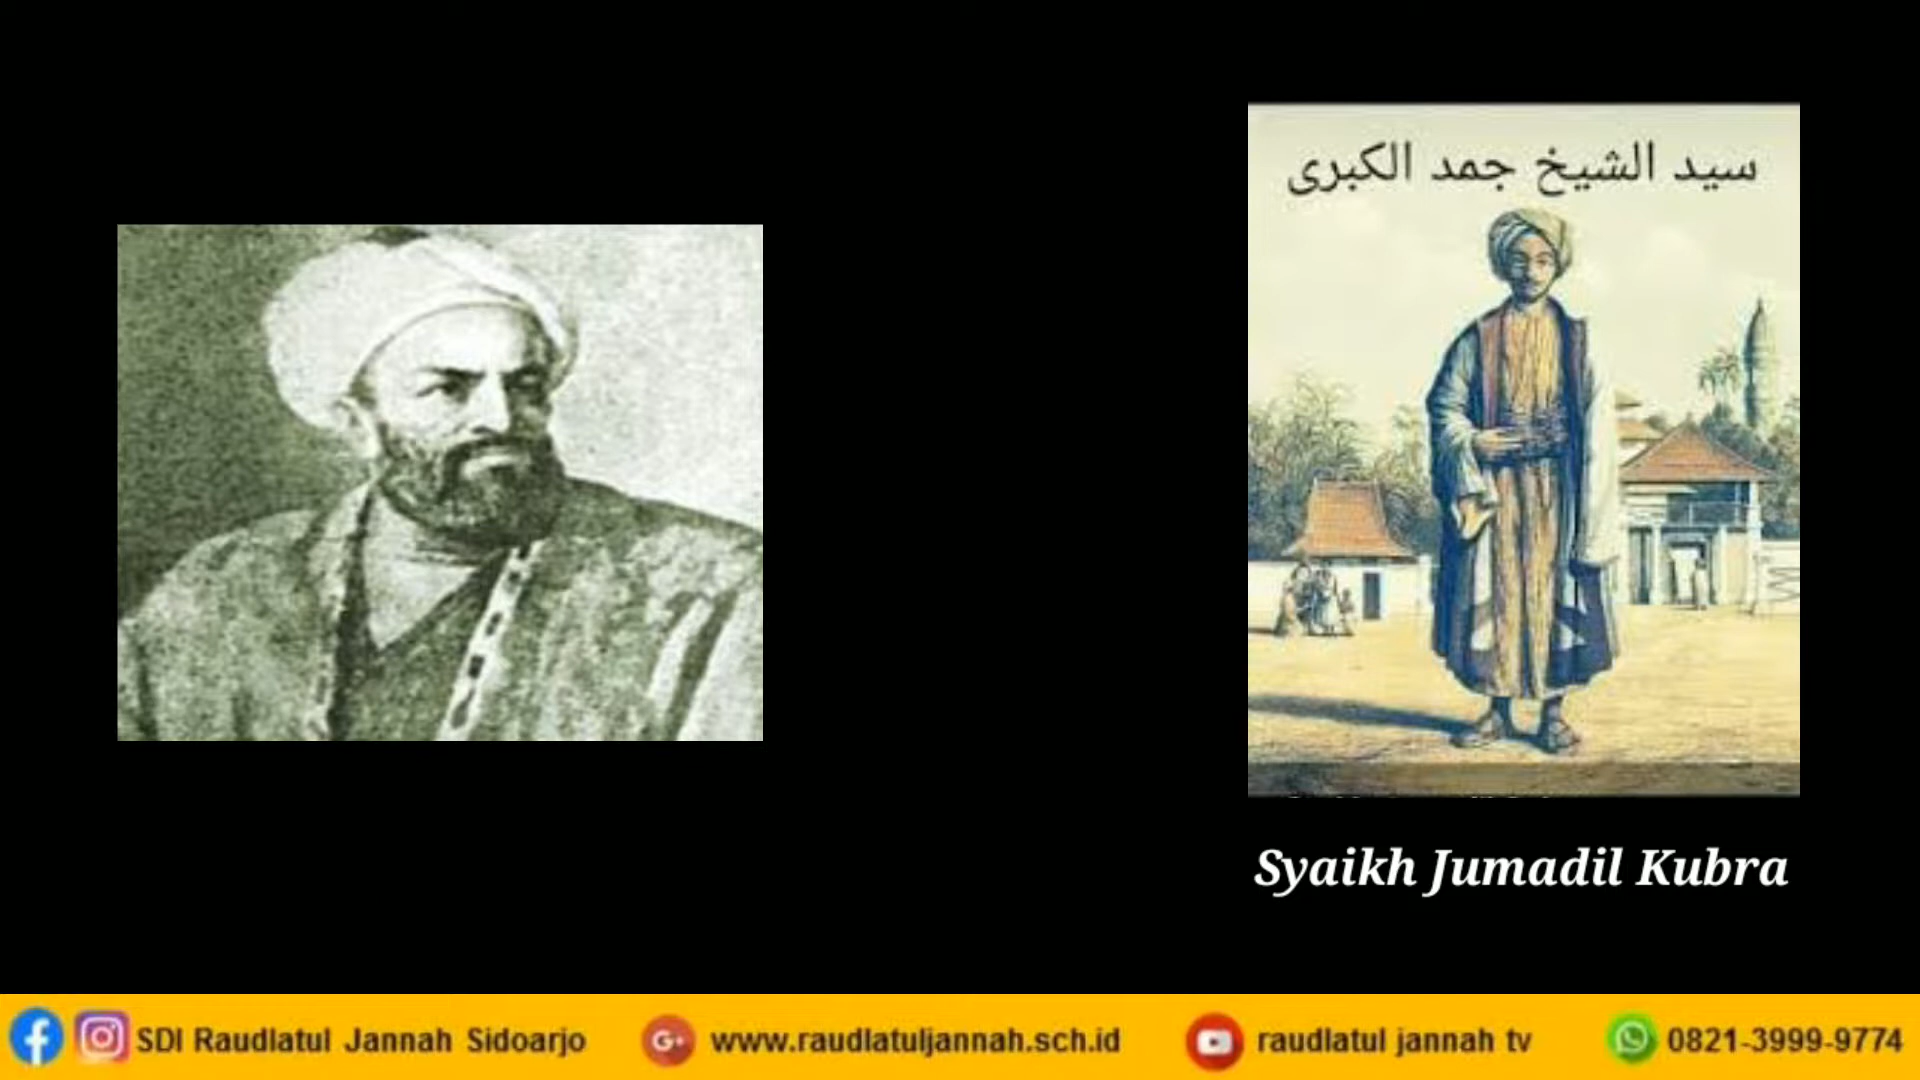 سيد الشيخ جمد الكبرى
Syaikh Jumadil Kubra
SDI Raudlatul Jannah Sidoarjo
G+ www.raudlatuljannah.sch.id
raudlatul jannah tv
0821-3999-9774